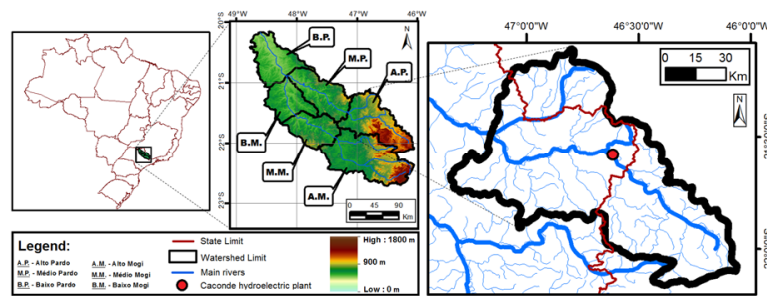 49°W 48°W 47°W 46°W
20°S
21°S
22°S
23°S
B.P.
M.P.
A.P.
B.M.
M.M.
A.M.
N
0 45 90
Km
47°0'0"W 46°30'0"W 46°0'0"W
0 15 30
Km
N
Legend:
A.P. - Alto Pardo
M.P. - Médio Pardo
B.P. - Baixo Pardo
A.M. - Alto Mogi
M.M. - Médio Mogi
B.M. - Baixo Mogi
State Limit
Watershed Limit
Main rivers
Caconde hydroelectric plant
High : 1800 m
900 m
Low : 0 m